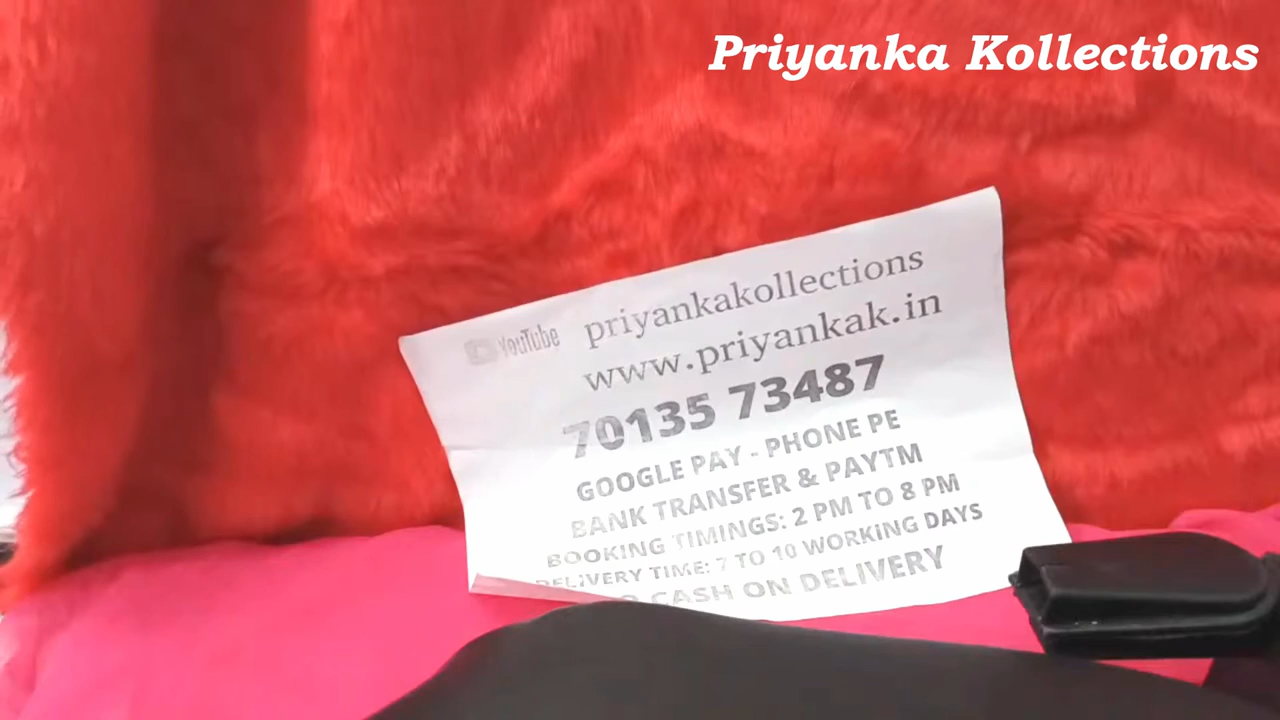 Priyanka Kollections
YouTube priyankakollections
www.priyankak.in
70135 73487
GOOGLE PAY - PHONE PE
BANK TRANSFER & PAYTM
BOOKING TIMINGS: 2 PM TO 8 PM
DELIVERY TIME: 7 TO 10 WORKING DAYS
CASH ON DELIVERY